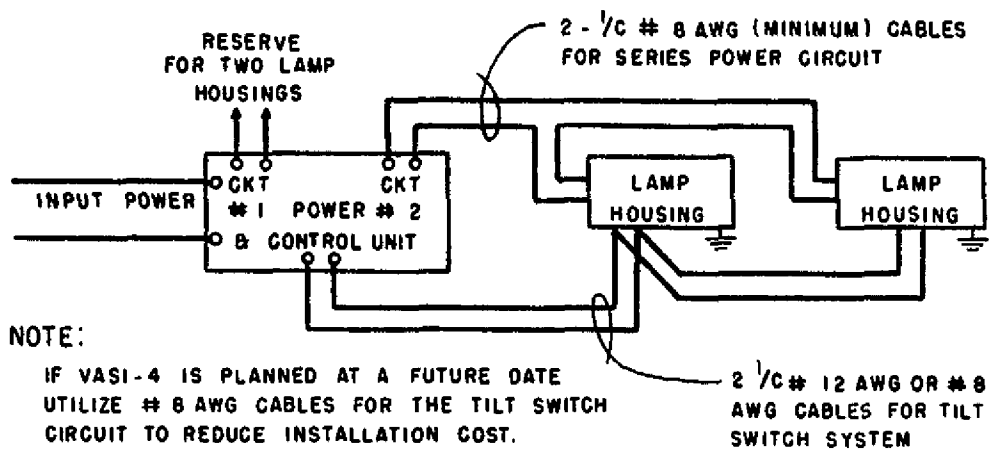 2 - 1/C # 8 AWG (MINIMUM) CABLES
FOR SERIES POWER CIRCUIT
RESERVE
FOR TWO LAMP
HOUSINGS
INPUT POWER
CKT
# 1
CKT
# 2
POWER
& CONTROL UNIT
LAMP
HOUSING
LAMP
HOUSING
NOTE:
IF VASI-4 IS PLANNED AT A FUTURE DATE
UTILIZE # 8 AWG CABLES FOR THE TILT SWITCH
CIRCUIT TO REDUCE INSTALLATION COST.
2 1/C # 12 AWG OR # 8
AWG CABLES FOR TILT
SWITCH SYSTEM